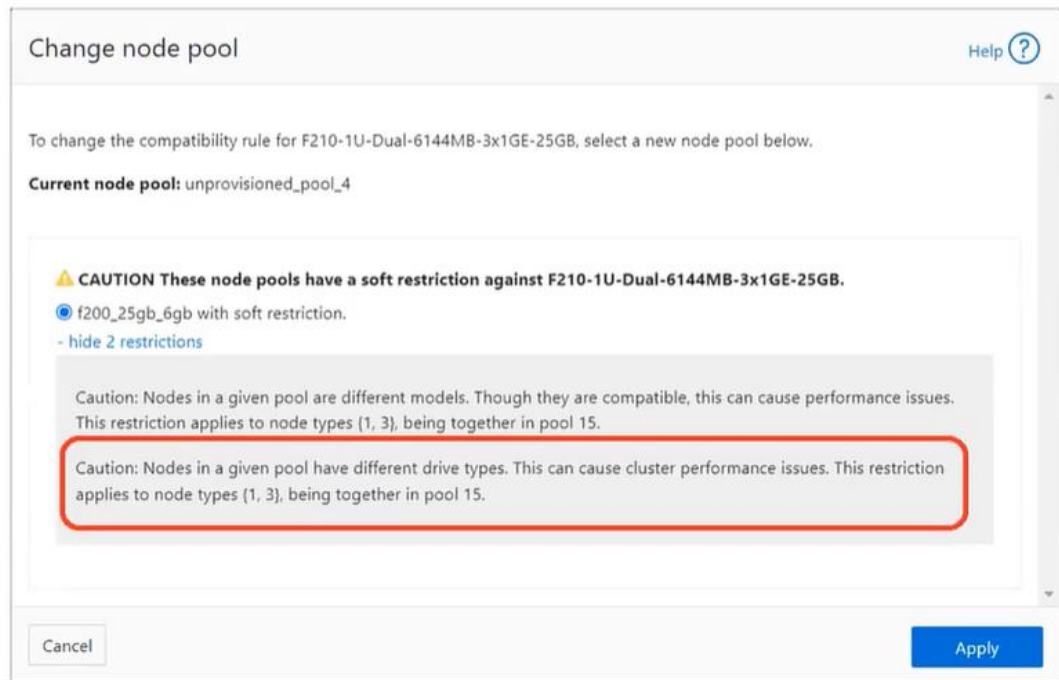 Change node pool
Help ?
To change the compatibility rule for F210-1U-Dual-6144MB-3x1GE-25GB, select a new node pool below.
Current node pool: unprovisioned_pool_4
CAUTION These node pools have a soft restriction against F210-1U-Dual-6144MB-3x1GE-25GB.
f200_25gb_6gb with soft restriction.
- hide 2 restrictions
Caution: Nodes in a given pool are different models. Though they are compatible, this can cause performance issues.
This restriction applies to node types {1, 3}, being together in pool 15.
Caution: Nodes in a given pool have different drive types. This can cause cluster performance issues. This restriction
applies to node types {1, 3}, being together in pool 15.
Cancel
Apply